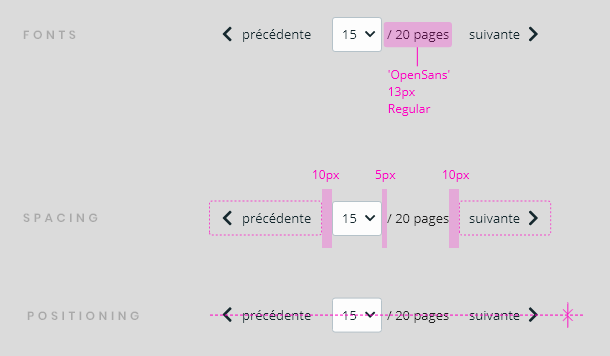 FONTS
précédente 15 / 20 pages suivante
'OpenSans'
13px
Regular
10px 5px 10px
SPACING
précédente 15 / 20 pages suivante
POSITIONING
précédente 15 / 20 pages suivante